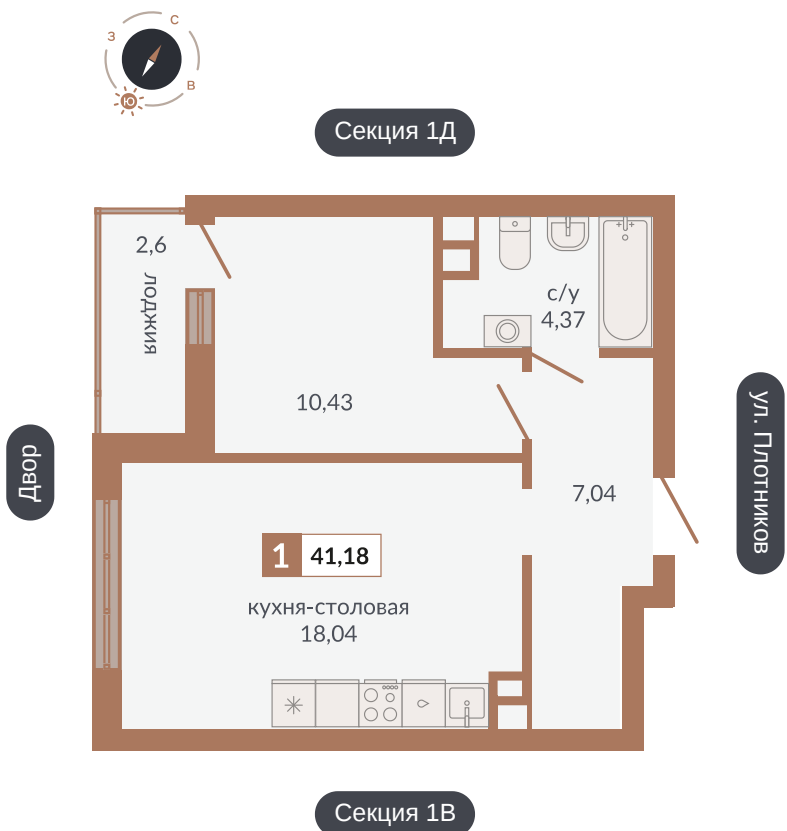 С
З
В
Ю
Секция 1Д
2,6
лоджия
с/у
4,37
10,43
ул. Плотников
Двор
7,04
1 41,18
кухня-столовая
18,04
Секция 1В